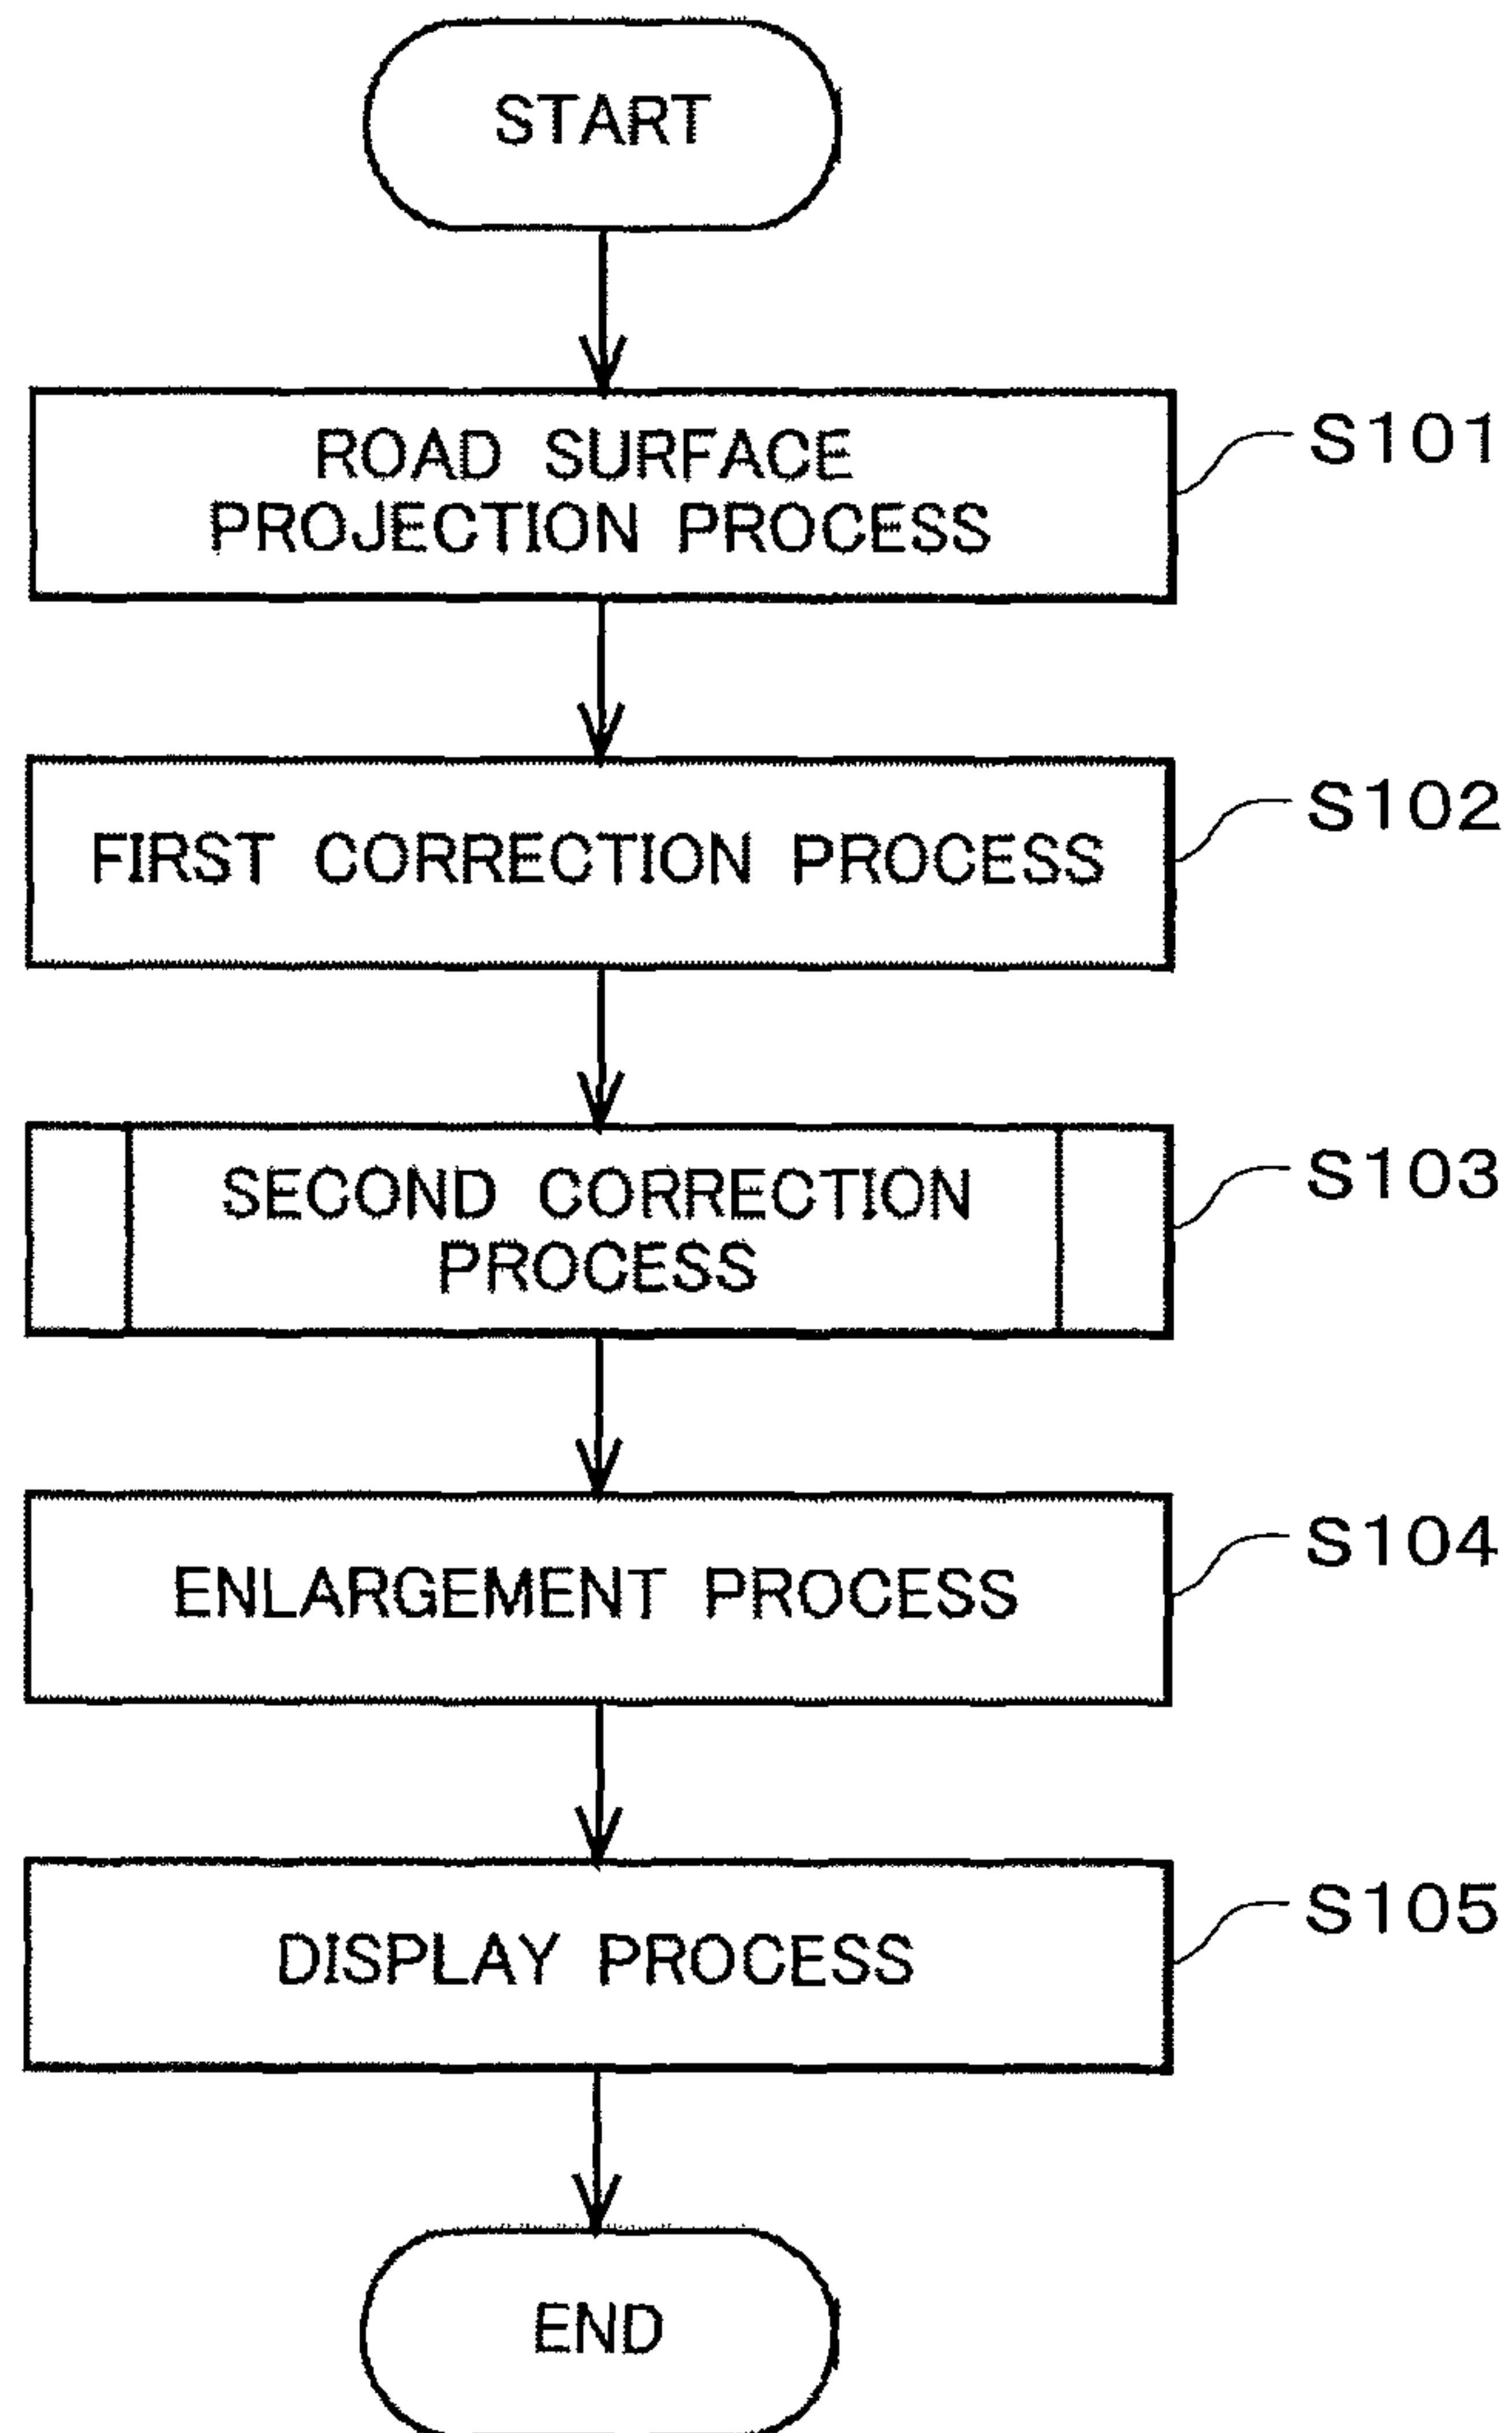 START
ROAD SURFACE
PROJECTION PROCESS
S101
FIRST CORRECTION PROCESS
S102
SECOND CORRECTION
PROCESS
S103
ENLARGEMENT PROCESS
S104
DISPLAY PROCESS
S105
END